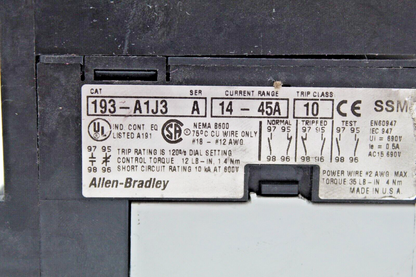 CAT SER CURRENT RANGE TRIP CLASS
193-A1J3 A 14 - 45A 10 CE SSM
UL IND CONT EQ LISTED A191
SA NEMA B600
75°C CU WIRE ONLY
#18 - #12 AWG
NORMAL TRIPPED TEST
97 95 97 95 97 95
98 96 98 96 98 96
EN60947
IEC 947
Ui = 690V
Ie = 0.5A
AC15 690V
97 95
98 96
TRIP RATING IS 120% DIAL SETTING
CONTROL TORQUE 12 LB-IN, 1.4 Nm
SHORT CIRCUIT RATING 10 kA AT 600V
Allen-Bradley
POWER WIRE #2 AWG MAX
TORQUE 35 LB-IN, 4 Nm
MADE IN U.S.A.